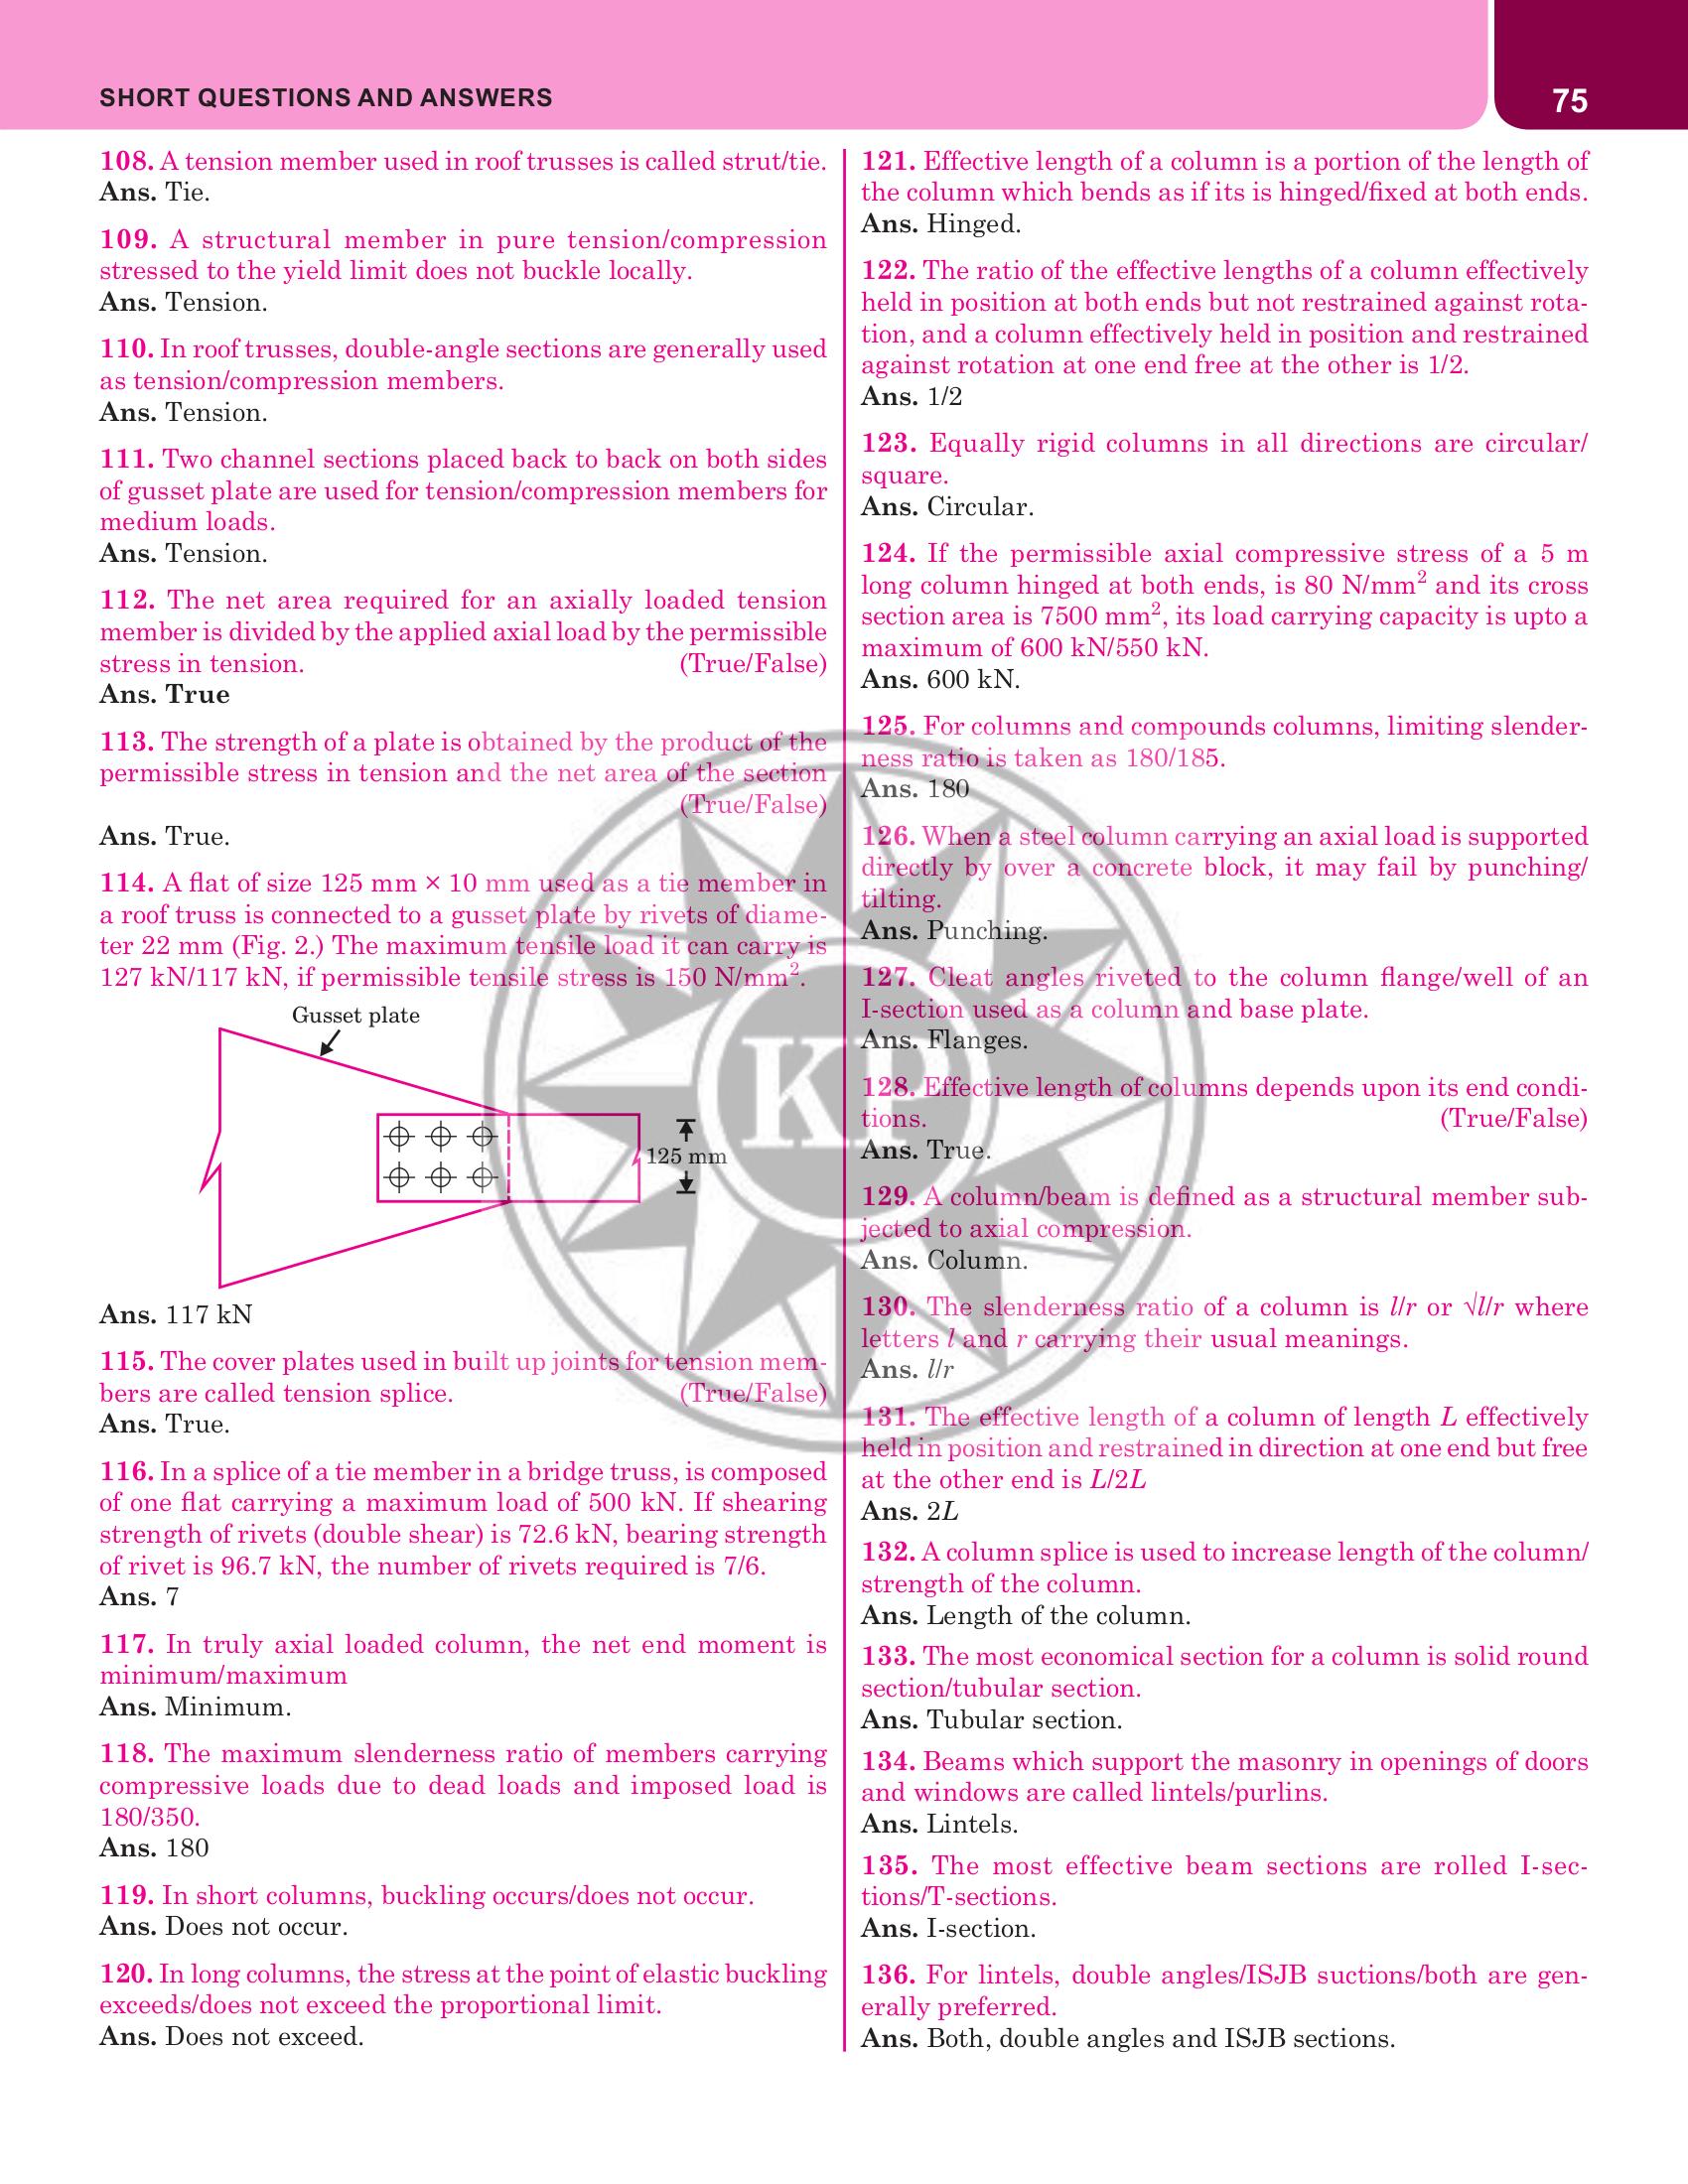 SHORT QUESTIONS AND ANSWERS
75
108. A tension member used in roof trusses is called strut/tie.
Ans. Tie.
109. A structural member in pure tension/compression
stressed to the yield limit does not buckle locally.
Ans. Tension.
110. In roof trusses, double-angle sections are generally used
as tension/compression members.
Ans. Tension.
111. Two channel sections placed back to back on both sides
of gusset plate are used for tension/compression members for
medium loads.
Ans. Tension.
112. The net area required for an axially loaded tension
member is divided by the applied axial load by the permissible
stress in tension. (True/False)
Ans. True
113. The strength of a plate is obtained by the product of the
permissible stress in tension and the net area of the section
(True/False)
Ans. True.
114. A flat of size 125 mm × 10 mm used as a tie member in
a roof truss is connected to a gusset plate by rivets of diame-
ter 22 mm (Fig. 2.) The maximum tensile load it can carry is
127 kN/117 kN, if permissible tensile stress is 150 N/mm².
Gusset plate
125 mm
Ans. 117 kN
115. The cover plates used in built up joints for tension mem-
bers are called tension splice. (True/False)
Ans. True.
116. In a splice of a tie member in a bridge truss, is composed
of one flat carrying a maximum load of 500 kN. If shearing
strength of rivets (double shear) is 72.6 kN, bearing strength
of rivet is 96.7 kN, the number of rivets required is 7/6.
Ans. 7
117. In truly axial loaded column, the net end moment is
minimum/maximum
Ans. Minimum.
118. The maximum slenderness ratio of members carrying
compressive loads due to dead loads and imposed load is
180/350.
Ans. 180
119. In short columns, buckling occurs/does not occur.
Ans. Does not occur.
120. In long columns, the stress at the point of elastic buckling
exceeds/does not exceed the proportional limit.
Ans. Does not exceed.
121. Effective length of a column is a portion of the length of
the column which bends as if its is hinged/fixed at both ends.
Ans. Hinged.
122. The ratio of the effective lengths of a column effectively
held in position at both ends but not restrained against rota-
tion, and a column effectively held in position and restrained
against rotation at one end free at the other is 1/2.
Ans. 1/2
123. Equally rigid columns in all directions are circular/
square.
Ans. Circular.
124. If the permissible axial compressive stress of a 5 m
long column hinged at both ends, is 80 N/mm² and its cross
section area is 7500 mm², its load carrying capacity is upto a
maximum of 600 kN/550 kN.
Ans. 600 kN.
125. For columns and compounds columns, limiting slender-
ness ratio is taken as 180/185.
Ans. 180
126. When a steel column carrying an axial load is supported
directly by over a concrete block, it may fail by punching/
tilting.
Ans. Punching.
127. Cleat angles riveted to the column flange/well of an
I-section used as a column and base plate.
Ans. Flanges.
128. Effective length of columns depends upon its end condi-
tions. (True/False)
Ans. True.
129. A column/beam is defined as a structural member sub-
jected to axial compression.
Ans. Column.
130. The slenderness ratio of a column is l/r or √l/r where
letters l and r carrying their usual meanings.
Ans. l/r
131. The effective length of a column of length L effectively
held in position and restrained in direction at one end but free
at the other end is L/2L
Ans. 2L
132. A column splice is used to increase length of the column/
strength of the column.
Ans. Length of the column.
133. The most economical section for a column is solid round
section/tubular section.
Ans. Tubular section.
134. Beams which support the masonry in openings of doors
and windows are called lintels/purlins.
Ans. Lintels.
135. The most effective beam sections are rolled I-sec-
tions/T-sections.
Ans. I-section.
136. For lintels, double angles/ISJB suctions/both are gen-
erally preferred.
Ans. Both, double angles and ISJB sections.
KP